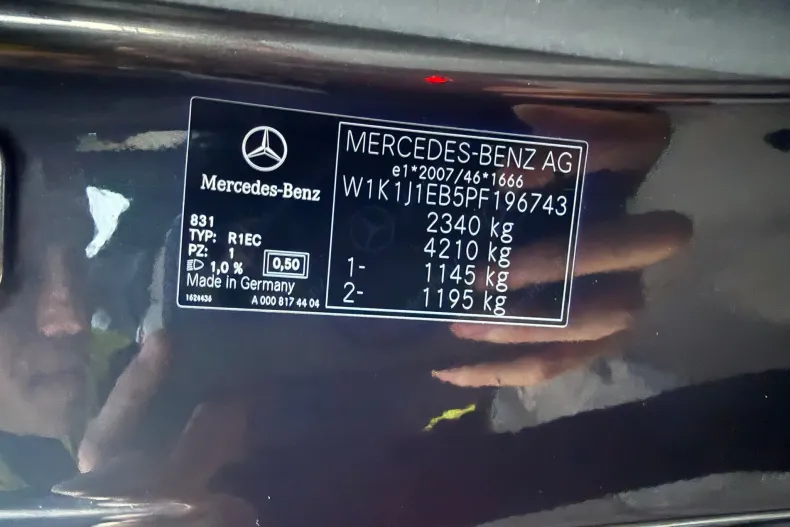 Mercedes-Benz
831
TYP: R1EC
PZ: 1
1,0 % 0,50
Made in Germany
1624436 A 000 817 44 04
MERCEDES-BENZ AG
e1*2007/46*1666
W1K1J1EB5PF196743
2340 kg
4210 kg
1- 1145 kg
2- 1195 kg